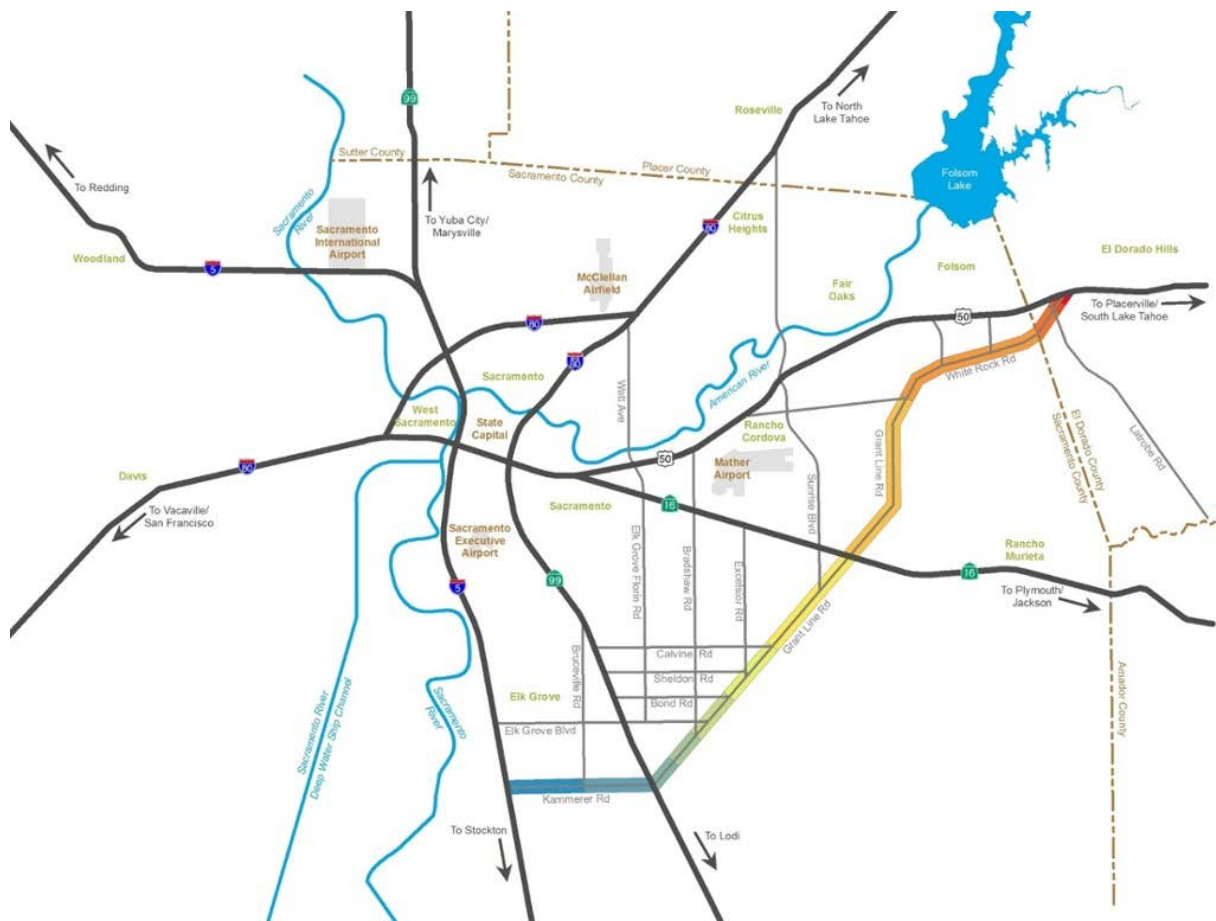 99
Roseville
To North
Lake Tahoe
Sutter County
Placer County
Sacramento County
To Redding
Folsom
Lake
Sacramento
River
To Yuba City/
Marysville
Citrus
Heights
80
Sacramento
International
Airport
Woodland
5
McClellan
Airfield
Folsom
El Dorado Hills
Fair
Oaks
To Placerville/
South Lake Tahoe
50
80
80
Sacramento
Watt Ave
American River
White Rock Rd
West
Sacramento
State
Capital
Rancho
Cordova
Grant Line Rd
El Dorado County
Sacramento County
Latrobe Rd
Davis
80
50
Mather
Airport
Sunrise Blvd
To Vacaville/
San Francisco
Sacramento
16
Sacramento
Executive
Airport
Elk Grove Florin Rd
Bradshaw Rd
Excelsior Rd
Rancho
Murieta
16
5
99
To Plymouth/
Jackson
Grant Line Rd
Calvine Rd
Bruceville Rd
Sheldon Rd
Elk Grove
Bond Rd
Amador County
Sacramento River
Deep Water Ship Channel
Sacramento
River
Elk Grove Blvd
Kammerer Rd
To Stockton
To Lodi